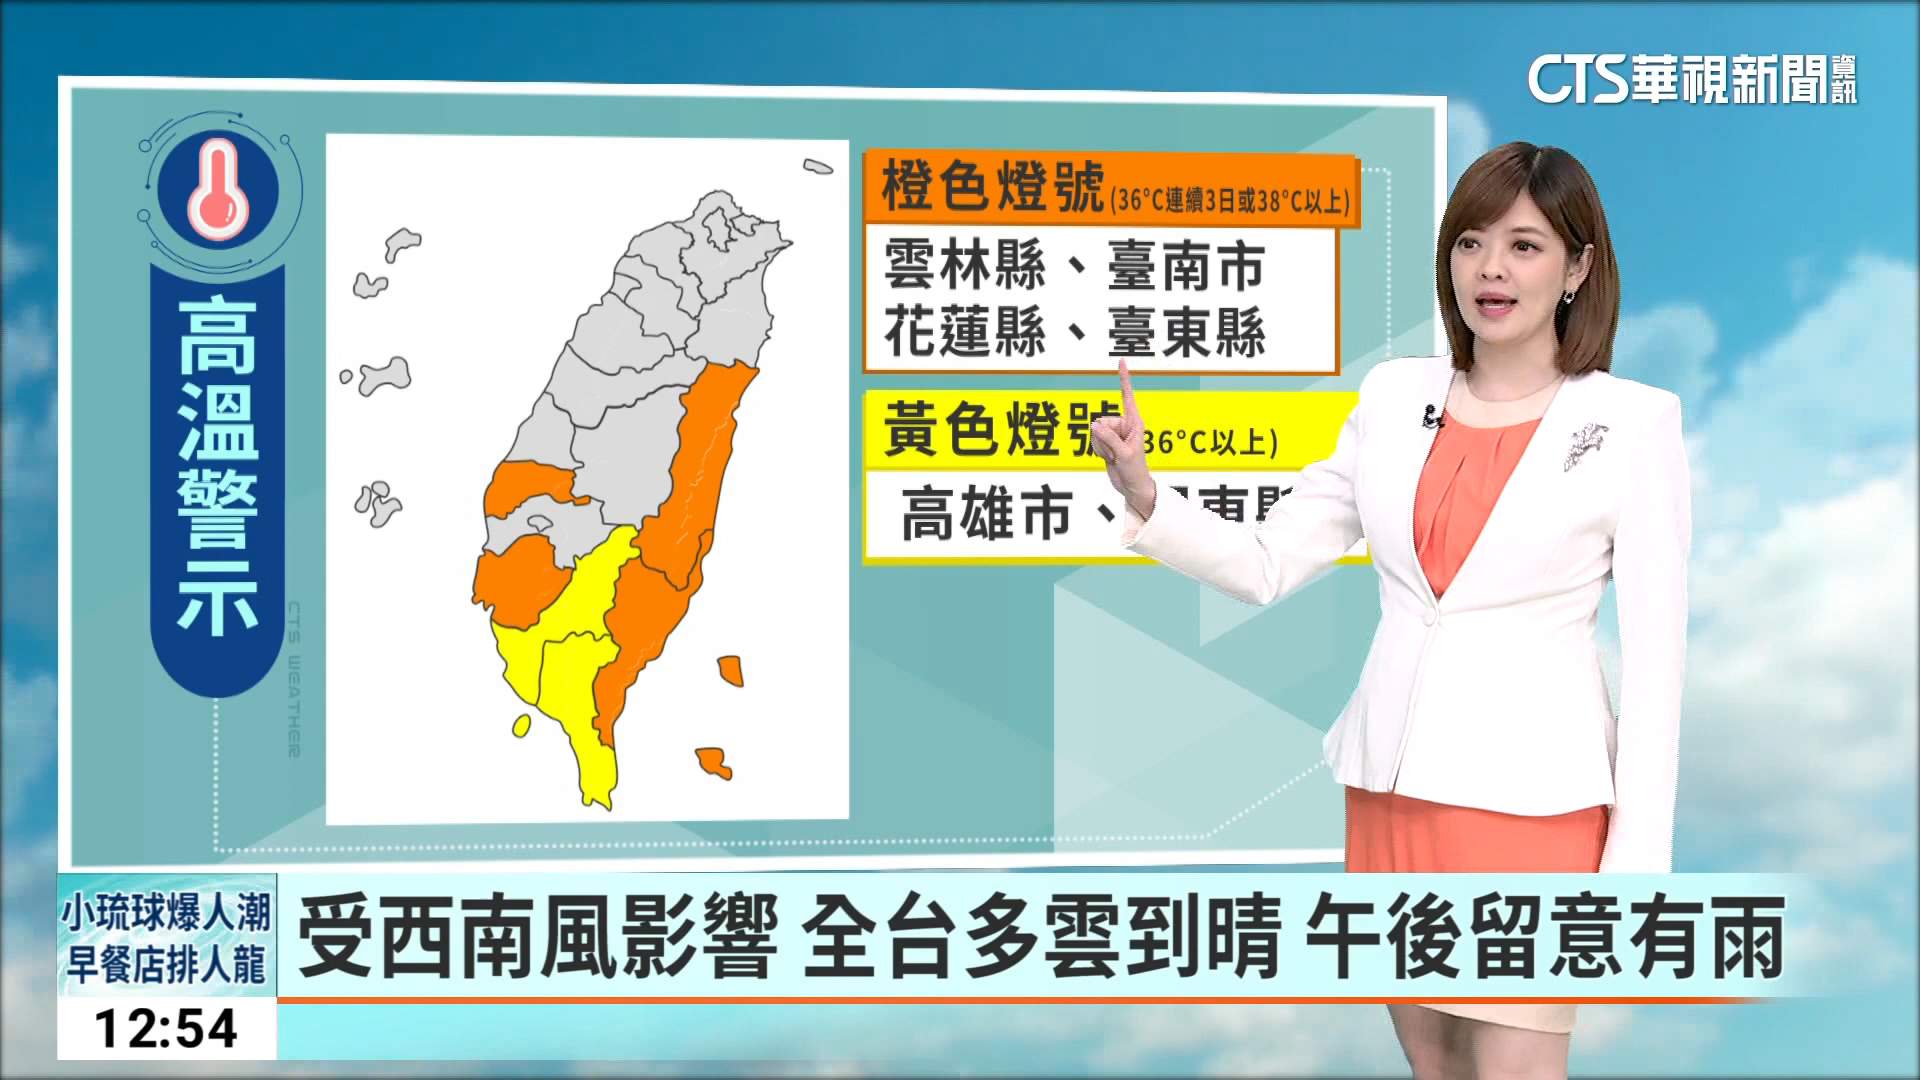 CTS華視新聞資訊
高溫警示
CTS WEATHER
橙色燈號(36°C連續3日或38°C以上)
雲林縣、臺南市
花蓮縣、臺東縣
黃色燈號 36°C以上)
高雄市、 東縣
小琉球爆人潮
早餐店排人龍
受西南風影響 全台多雲到晴 午後留意有雨
12:54